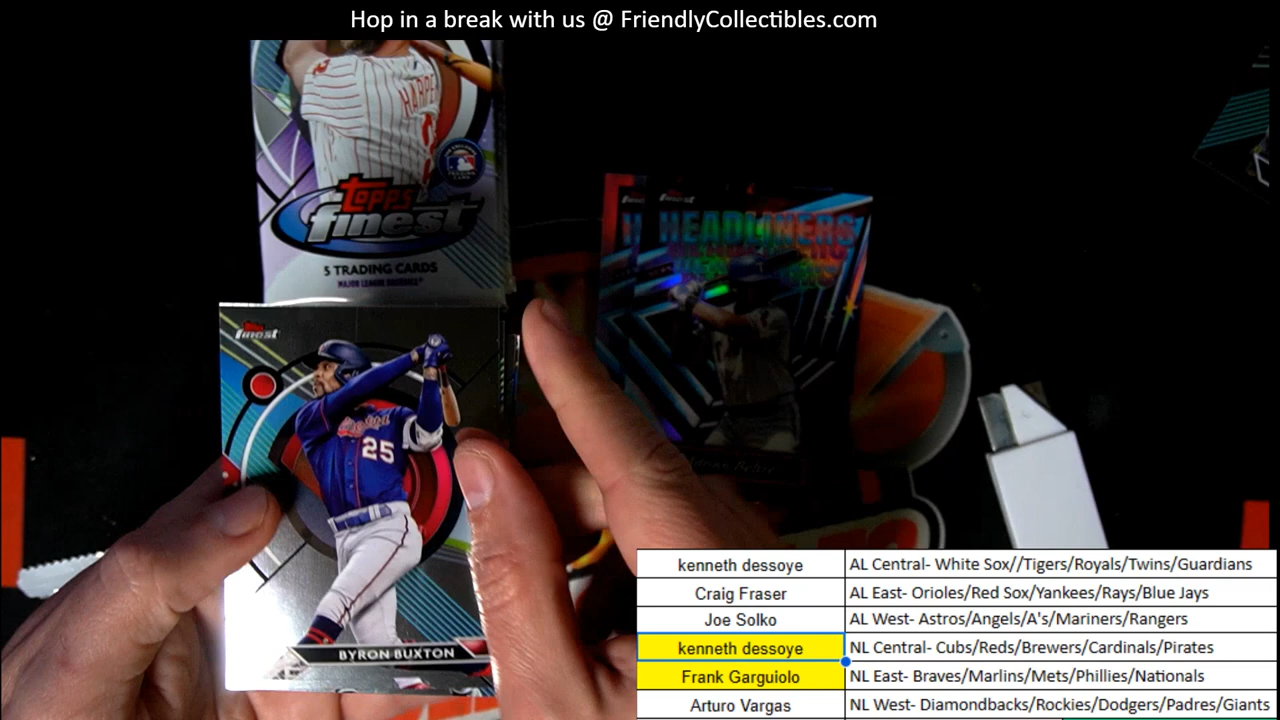 Hop in a break with us @ FriendlyCollectibles.com
HARPE
topps
finest
5 TRADING CARDS
MAJOR LEAGUE BASEBALL
finest
HEADLINERS
finest
25
BYRON BUXTON
kenneth dessoye AL Central- White Sox//Tigers/Royals/Twins/Guardians
Craig Fraser AL East- Orioles/Red Sox/Yankees/Rays/Blue Jays
Joe Solko AL West- Astros/Angels/A's/Mariners/Rangers
kenneth dessoye NL Central- Cubs/Reds/Brewers/Cardinals/Pirates
Frank Garguiolo NL East- Braves/Marlins/Mets/Phillies/Nationals
Arturo Vargas NL West- Diamondbacks/Rockies/Dodgers/Padres/Giants